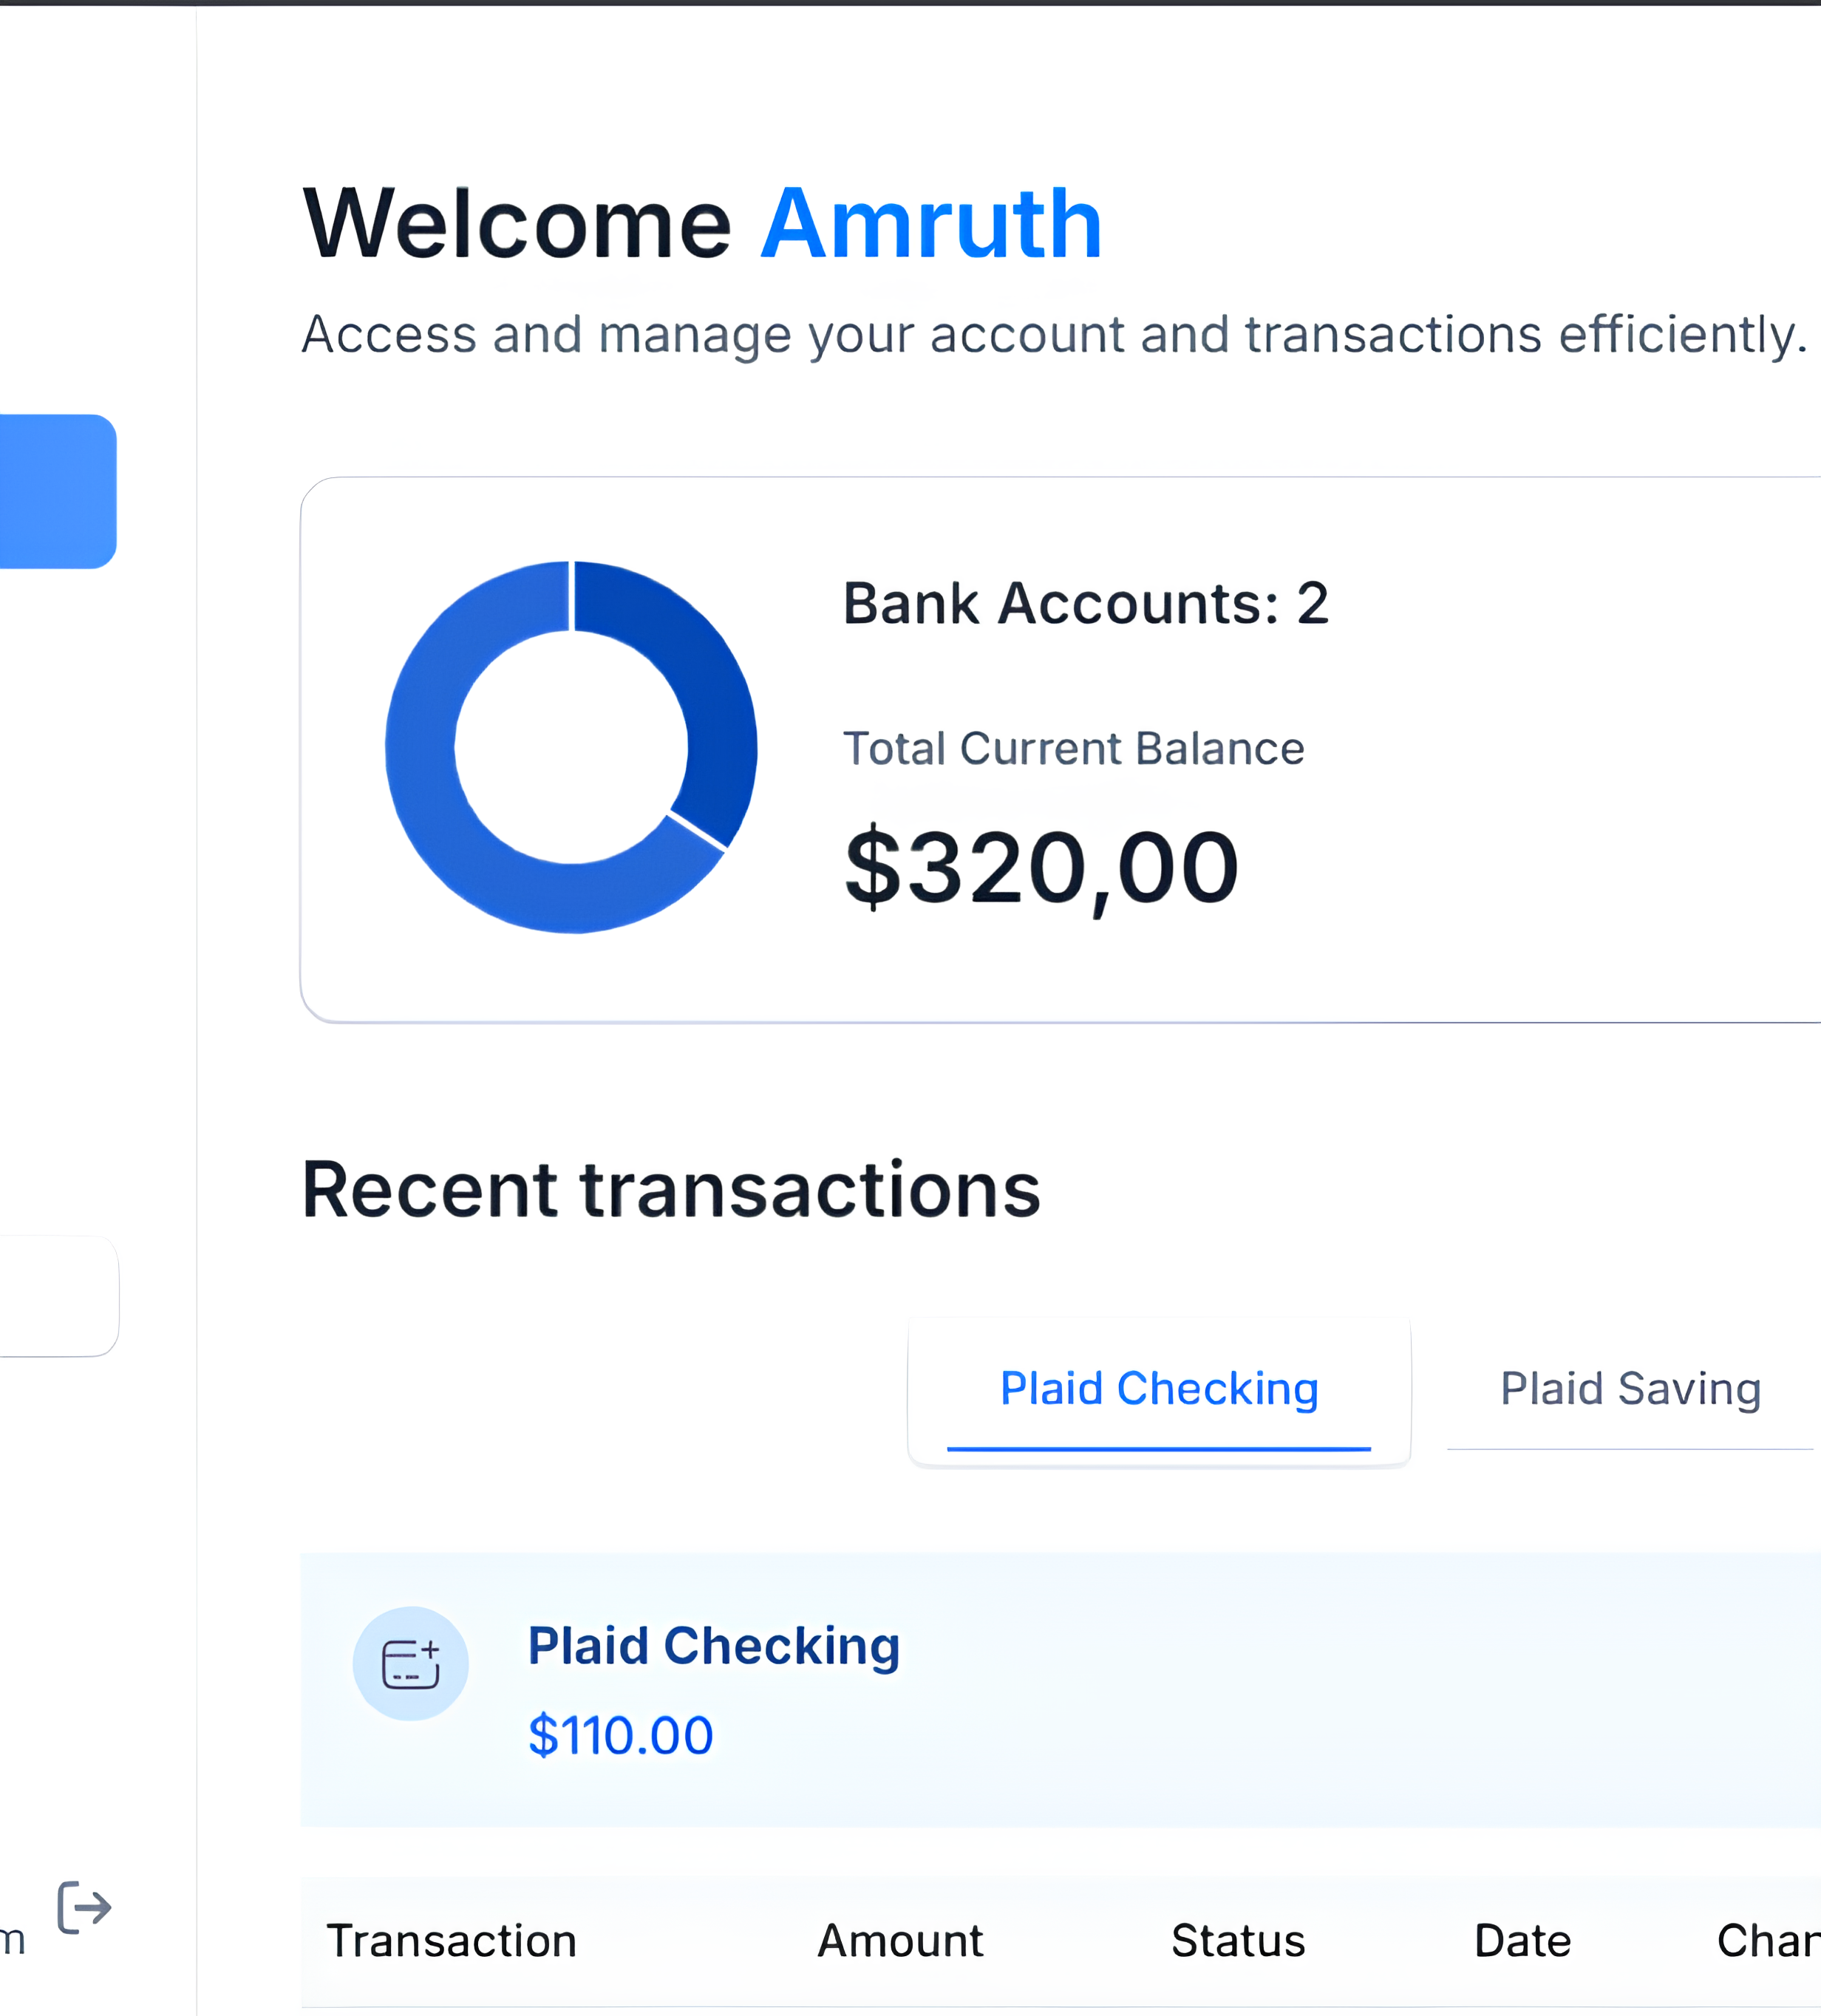 Welcome Amruth
Access and manage your account and transactions efficiently.
Bank Accounts: 2
Total Current Balance
$320,00
Recent transactions
Plaid Checking Plaid Saving
Plaid Checking
$110.00
m
Transaction Amount Status Date Chan